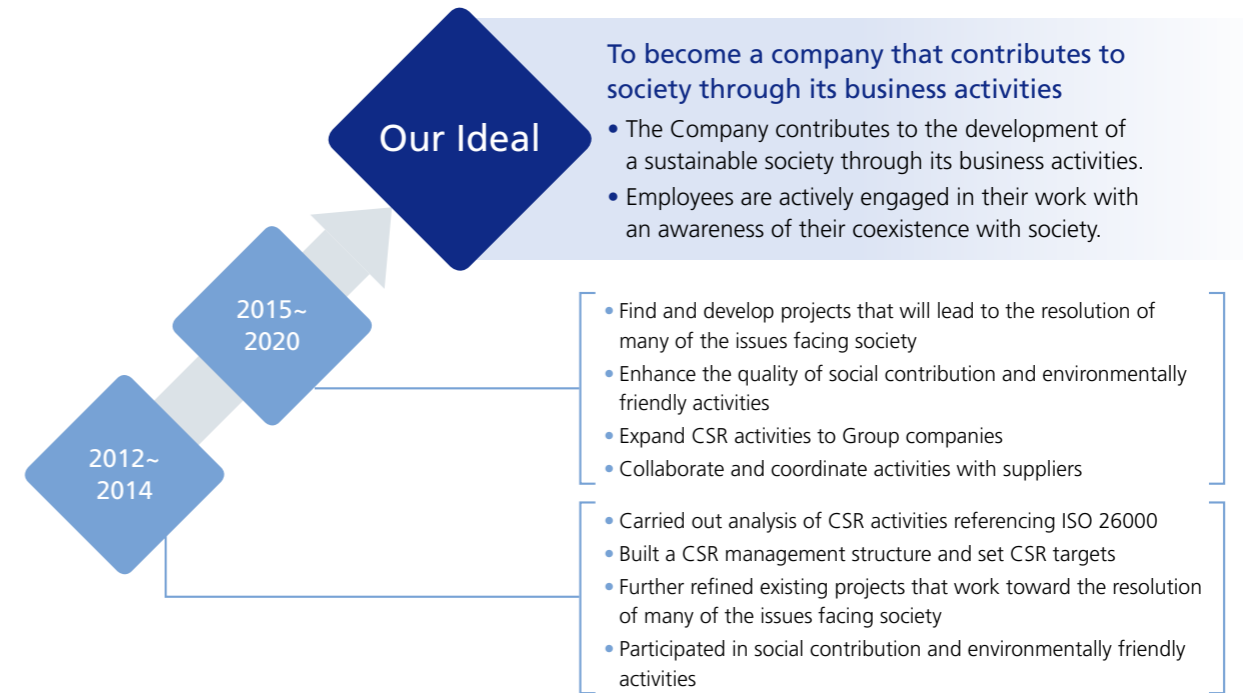 Our Ideal
To become a company that contributes to
society through its business activities
• The Company contributes to the development of
a sustainable society through its business activities.
• Employees are actively engaged in their work with
an awareness of their coexistence with society.
2015~
2020
• Find and develop projects that will lead to the resolution of
many of the issues facing society
• Enhance the quality of social contribution and environmentally
friendly activities
• Expand CSR activities to Group companies
• Collaborate and coordinate activities with suppliers
2012~
2014
• Carried out analysis of CSR activities referencing ISO 26000
• Built a CSR management structure and set CSR targets
• Further refined existing projects that work toward the resolution
of many of the issues facing society
• Participated in social contribution and environmentally friendly
activities